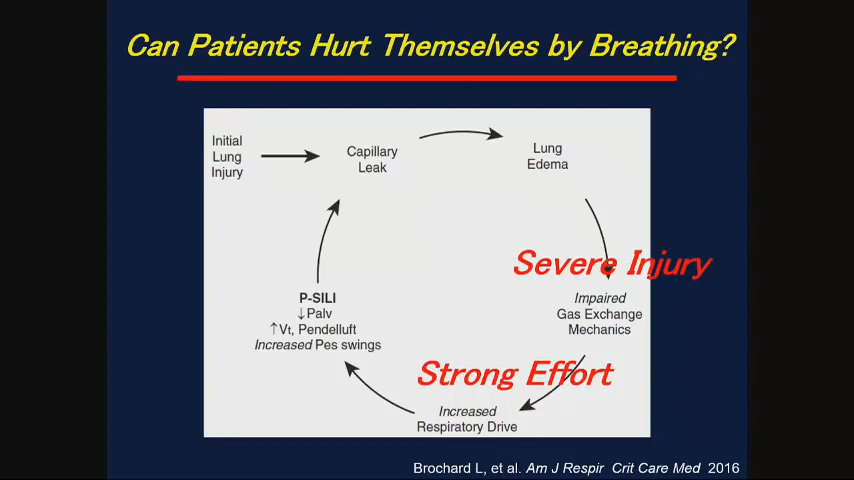 Can Patients Hurt Themselves by Breathing?
Initial
Lung
Injury
Capillary
Leak
Lung
Edema
Severe Injury
Impaired
Gas Exchange
Mechanics
P-SILI
↓Palv
↑Vt, Pendelluft
Increased Pes swings
Strong Effort
Increased
Respiratory Drive
Brochard L, et al. Am J Respir Crit Care Med 2016